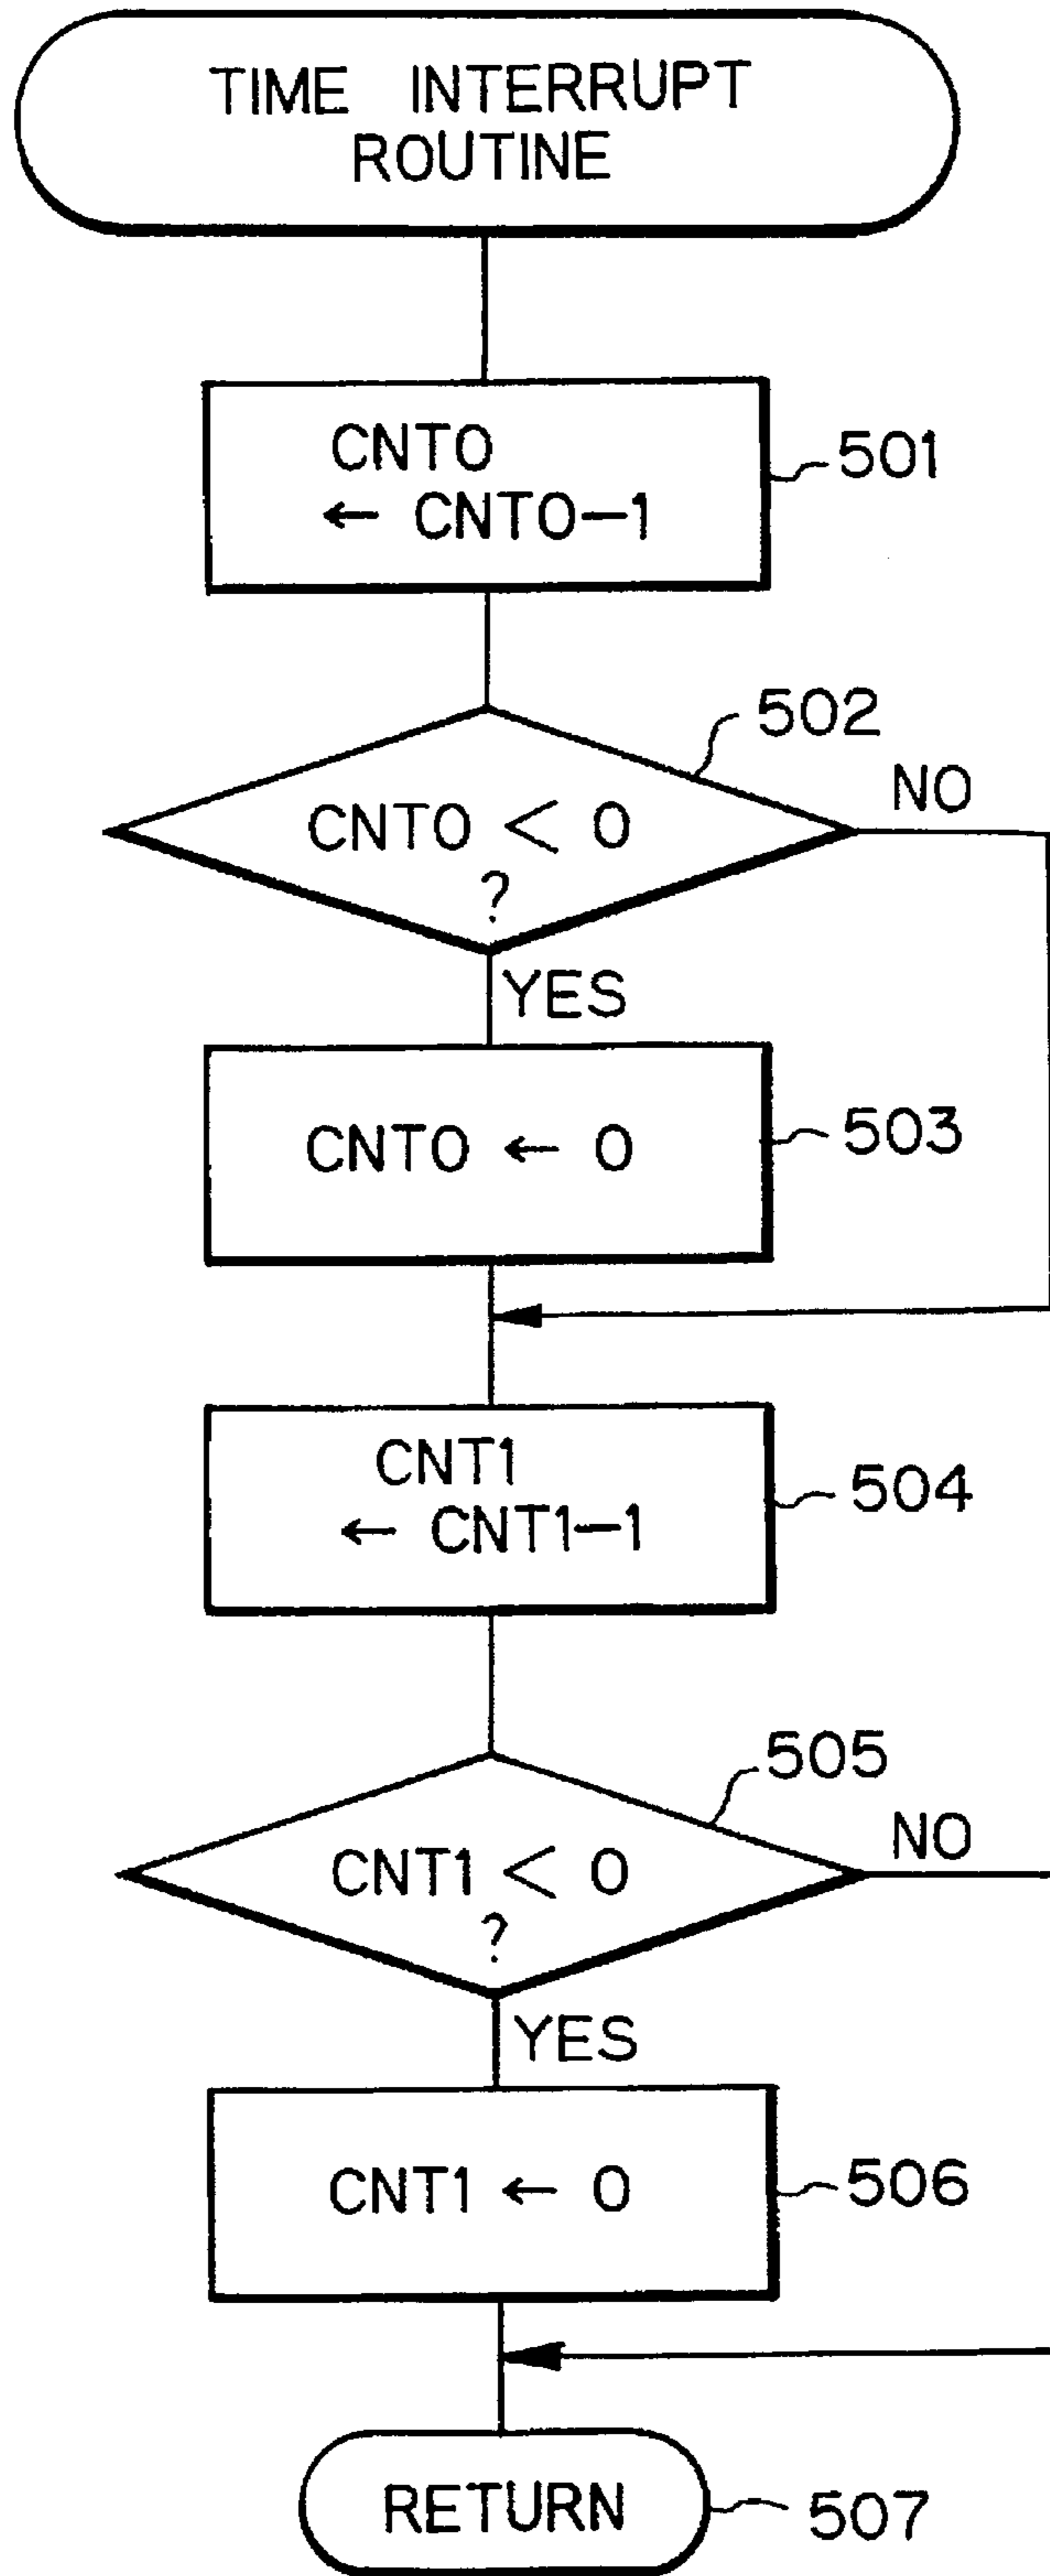 TIME INTERRUPT
ROUTINE
CNT0
← CNT0-1
501
502
CNT0 < 0
?
NO
YES
CNT0 ← 0
503
CNT1
← CNT1-1
504
505
CNT1 < 0
?
NO
YES
CNT1 ← 0
506
RETURN
507